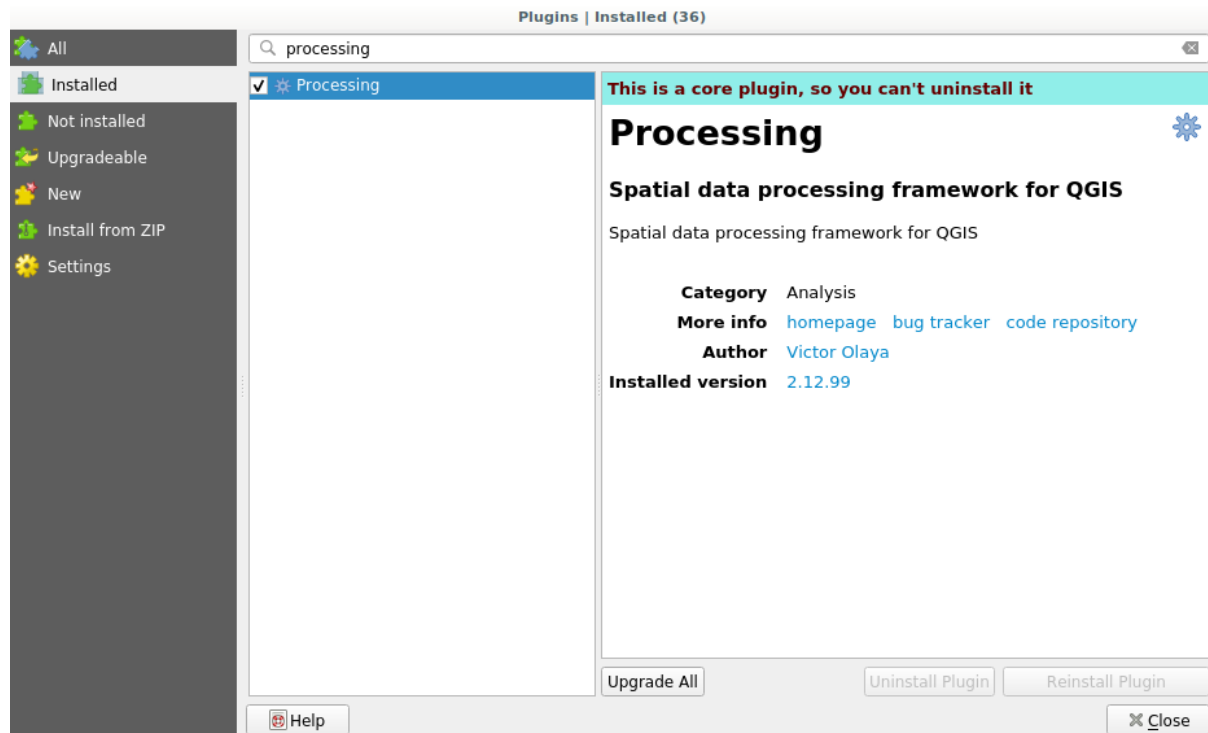 Plugins | Installed (36)
All
Installed
Not installed
Upgradeable
New
Install from ZIP
Settings
processing
Processing
This is a core plugin, so you can't uninstall it
Processing
Spatial data processing framework for QGIS
Spatial data processing framework for QGIS
Category Analysis
More info homepage bug tracker code repository
Author Victor Olaya
Installed version 2.12.99
Upgrade All Uninstall Plugin Reinstall Plugin
Help Close